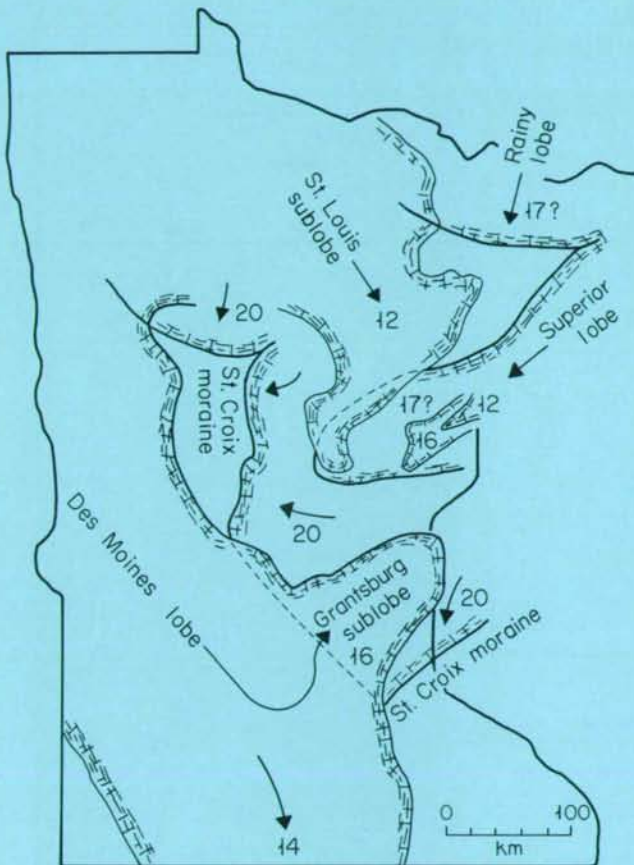 Rainy
lobe
17?
St. Louis
sublobe
20
12
Superior
lobe
St. Croix
moraine
17?
12
16
Des Moines
lobe
20
Grantsburg
sublobe
16
20
St. Croix moraine
14
0 100
km